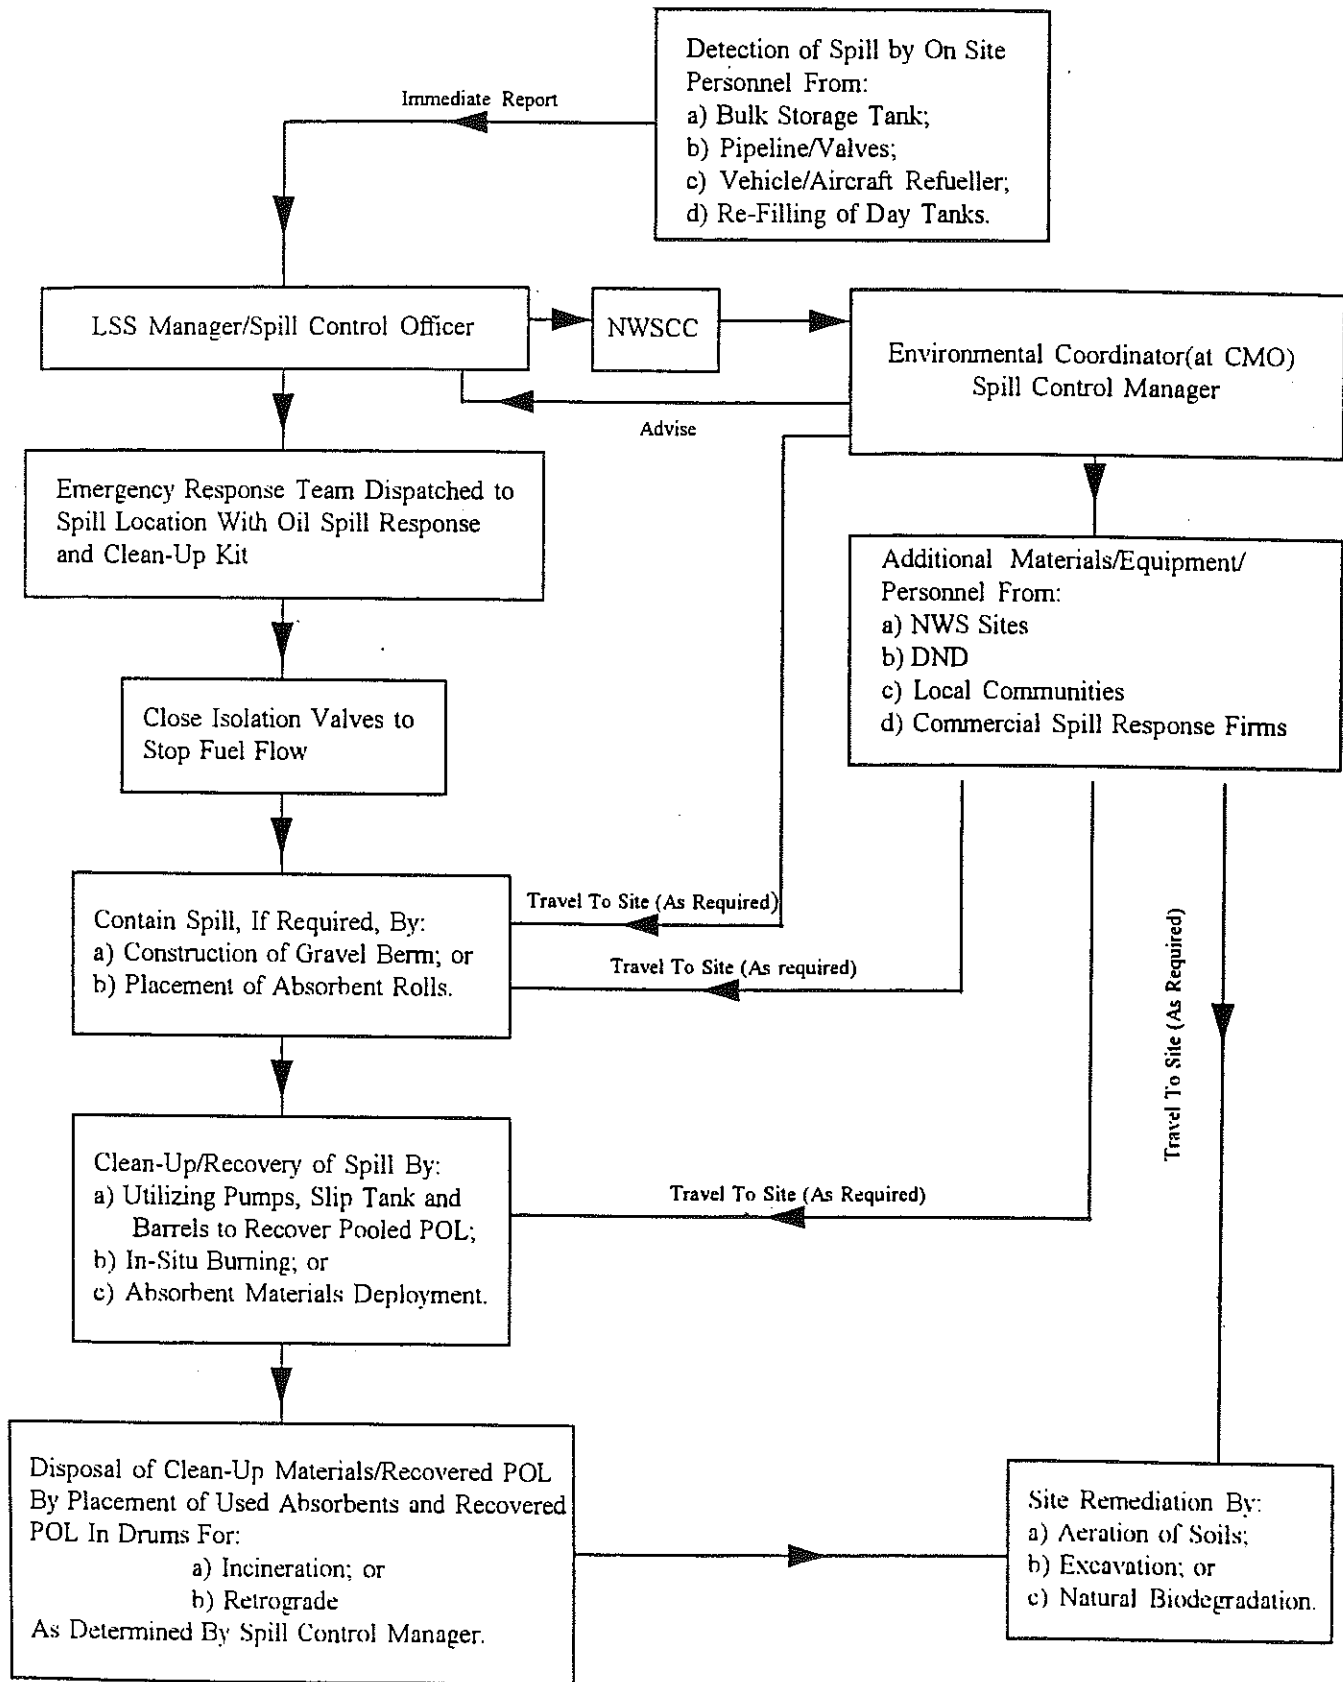 Detection of Spill by On Site
Personnel From:
a) Bulk Storage Tank;
b) Pipeline/Valves;
c) Vehicle/Aircraft Refueller;
d) Re-Filling of Day Tanks.
Immediate Report
LSS Manager/Spill Control Officer
NWSCC
Environmental Coordinator(at CMO)
Spill Control Manager
Advise
Emergency Response Team Dispatched to
Spill Location With Oil Spill Response
and Clean-Up Kit
Additional Materials/Equipment/
Personnel From:
a) NWS Sites
b) DND
c) Local Communities
d) Commercial Spill Response Firms
Close Isolation Valves to
Stop Fuel Flow
Contain Spill, If Required, By:
a) Construction of Gravel Berm; or
b) Placement of Absorbent Rolls.
Travel To Site (As Required)
Travel To Site (As required)
Travel To Site (As Required)
Clean-Up/Recovery of Spill By:
a) Utilizing Pumps, Slip Tank and
Barrels to Recover Pooled POL;
b) In-Situ Burning; or
c) Absorbent Materials Deployment.
Travel To Site (As Required)
Disposal of Clean-Up Materials/Recovered POL
By Placement of Used Absorbents and Recovered
POL In Drums For:
a) Incineration; or
b) Retrograde
As Determined By Spill Control Manager.
Site Remediation By:
a) Aeration of Soils;
b) Excavation; or
c) Natural Biodegradation.